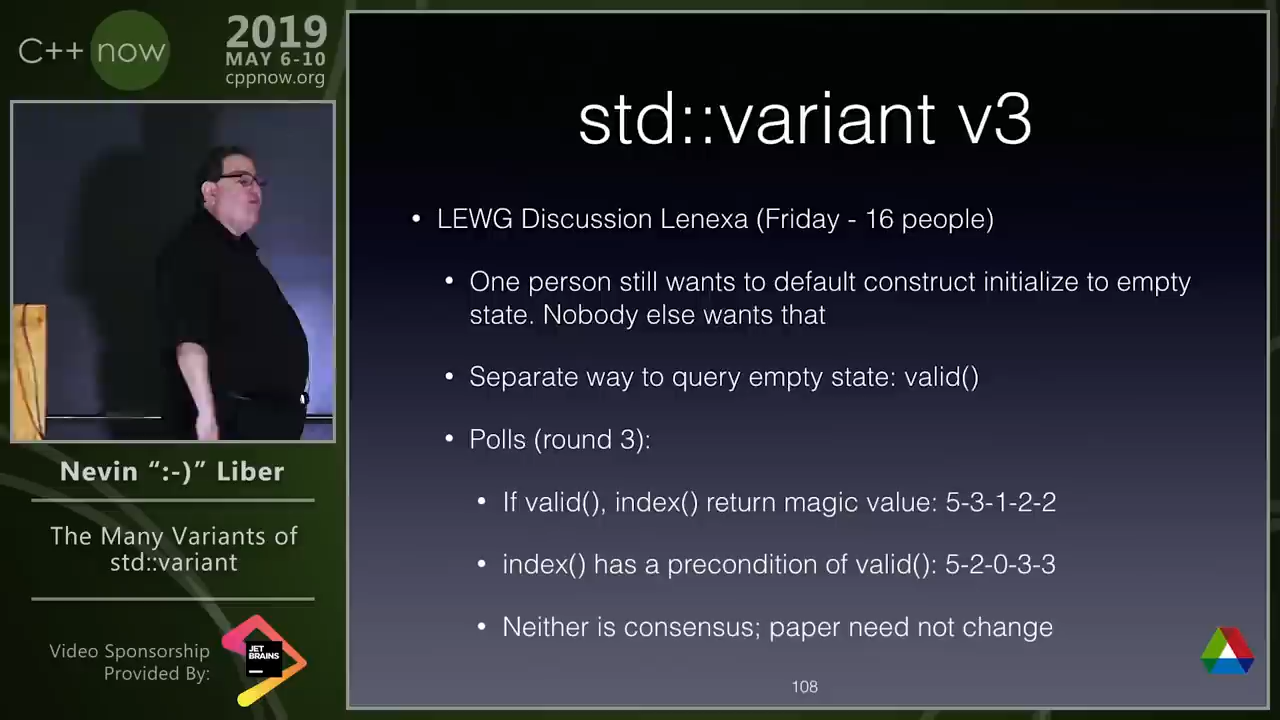 C++ now
2019
MAY 6-10
cppnow.org
Nevin “:-)” Liber
The Many Variants of
std::variant
Video Sponsorship
Provided By:
JET
BRAINS
std::variant v3
• LEWG Discussion Lenexa (Friday - 16 people)
• One person still wants to default construct initialize to empty
state. Nobody else wants that
• Separate way to query empty state: valid()
• Polls (round 3):
• If valid(), index() return magic value: 5-3-1-2-2
• index() has a precondition of valid(): 5-2-0-3-3
• Neither is consensus; paper need not change
108